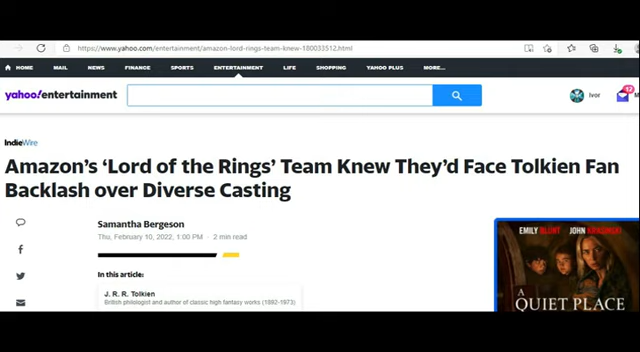 https://www.yahoo.com/entertainment/amazon-lord-rings-team-knew-180033512.html
HOME MAIL NEWS FINANCE SPORTS ENTERTAINMENT LIFE SHOPPING YAHOO PLUS MORE...
yahoo!entertainment
Ivor
12
M
IndieWire
Amazon's 'Lord of the Rings' Team Knew They'd Face Tolkien Fan
Backlash over Diverse Casting
Samantha Bergeson
Thu, February 10, 2022, 1:00 PM · 2 min read
In this article:
J. R. R. Tolkien
British philologist and author of classic high fantasy works (1892-1973)
EMILY BLUNT JOHN KRASINSKI
A
QUIET PLACE